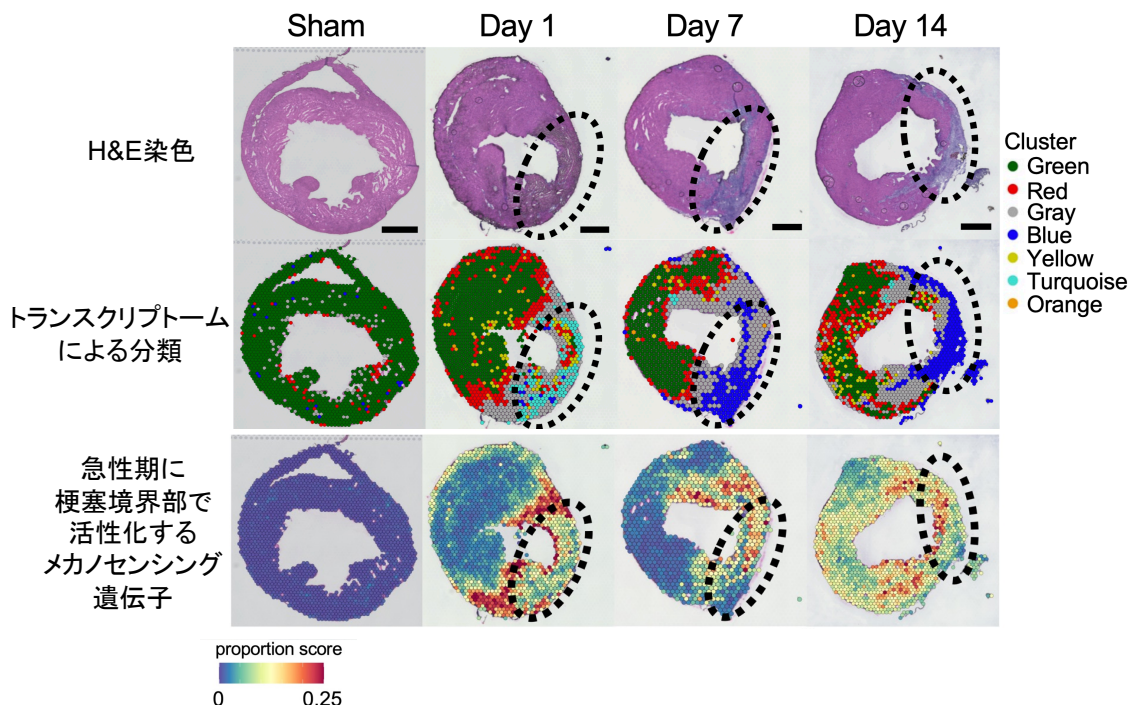 Sham
Day 1
Day 7
Day 14
H&E染色
Cluster
Green
Red
Gray
Blue
Yellow
Turquoise
Orange
トランスクリプトーム
による分類
急性期に
梗塞境界部で
活性化する
メカノセンシング
遺伝子
proportion score
0
0.25